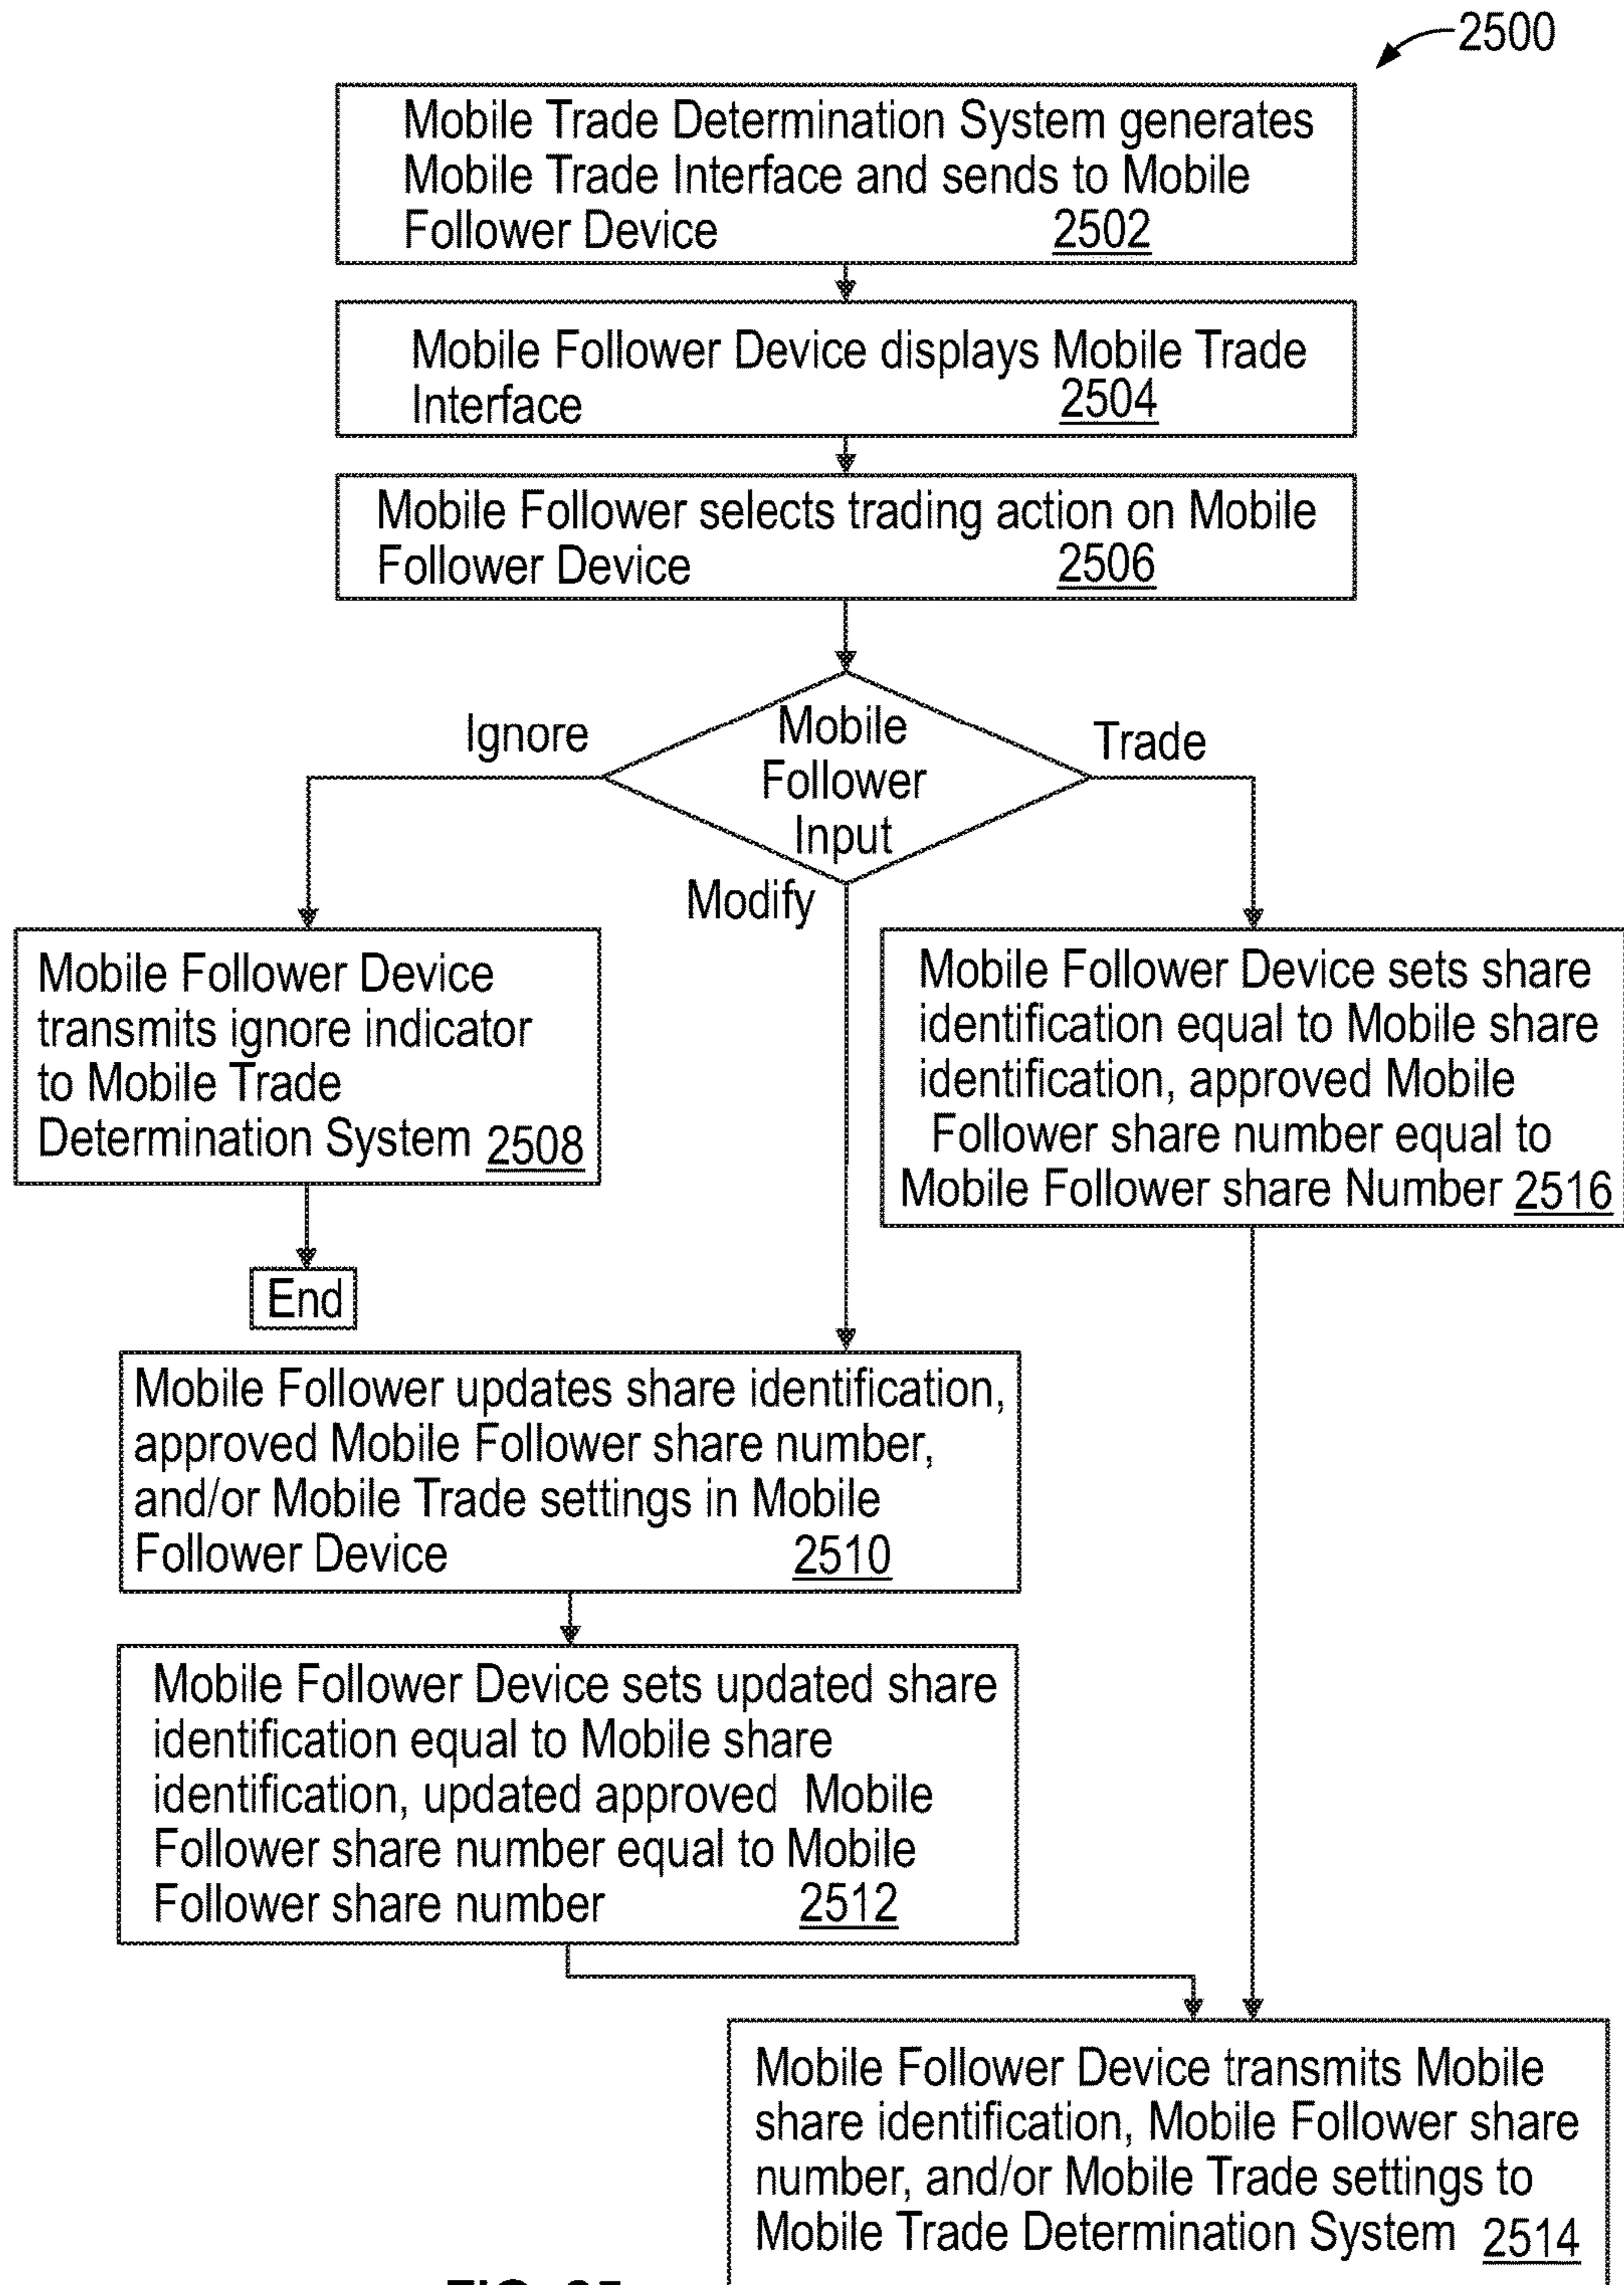 2500
Mobile Trade Determination System generates
Mobile Trade Interface and sends to Mobile
Follower Device 2502
Mobile Follower Device displays Mobile Trade
Interface 2504
Mobile Follower selects trading action on Mobile
Follower Device 2506
Mobile
Follower
Input
Ignore
Trade
Modify
Mobile Follower Device
transmits ignore indicator
to Mobile Trade
Determination System 2508
End
Mobile Follower Device sets share
identification equal to Mobile share
identification, approved Mobile
Follower share number equal to
Mobile Follower share Number 2516
Mobile Follower updates share identification,
approved Mobile Follower share number,
and/or Mobile Trade settings in Mobile
Follower Device 2510
Mobile Follower Device sets updated share
identification equal to Mobile share
identification, updated approved Mobile
Follower share number equal to Mobile
Follower share number 2512
Mobile Follower Device transmits Mobile
share identification, Mobile Follower share
number, and/or Mobile Trade settings to
Mobile Trade Determination System 2514